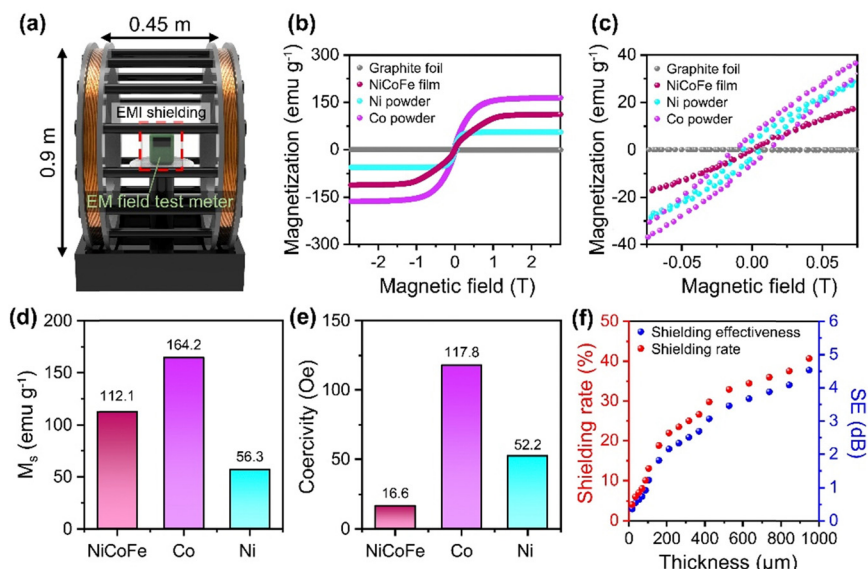 (a)
0.45 m
0.9 m
EMI shielding
EM field test meter
(b)
Magnetization (emu g⁻¹)
300
150
0
-150
-300
Graphite foil
NiCoFe film
Ni powder
Co powder
-2 -1 0 1 2
Magnetic field (T)
(c)
Magnetization (emu g⁻¹)
40
20
0
-20
-40
Graphite foil
NiCoFe film
Ni powder
Co powder
-0.05 0.00 0.05
Magnetic field (T)
(d)
Mₛ (emu g⁻¹)
200
150
100
50
0
112.1
164.2
56.3
NiCoFe Co Ni
(e)
Coercivity (Oe)
150
100
50
0
16.6
117.8
52.2
NiCoFe Co Ni
(f)
Shielding rate (%)
50
40
30
20
10
0
Shielding effectiveness
Shielding rate
6
5
4
3
2
1
0
SE (dB)
0 200 400 600 800 1000
Thickness (μm)